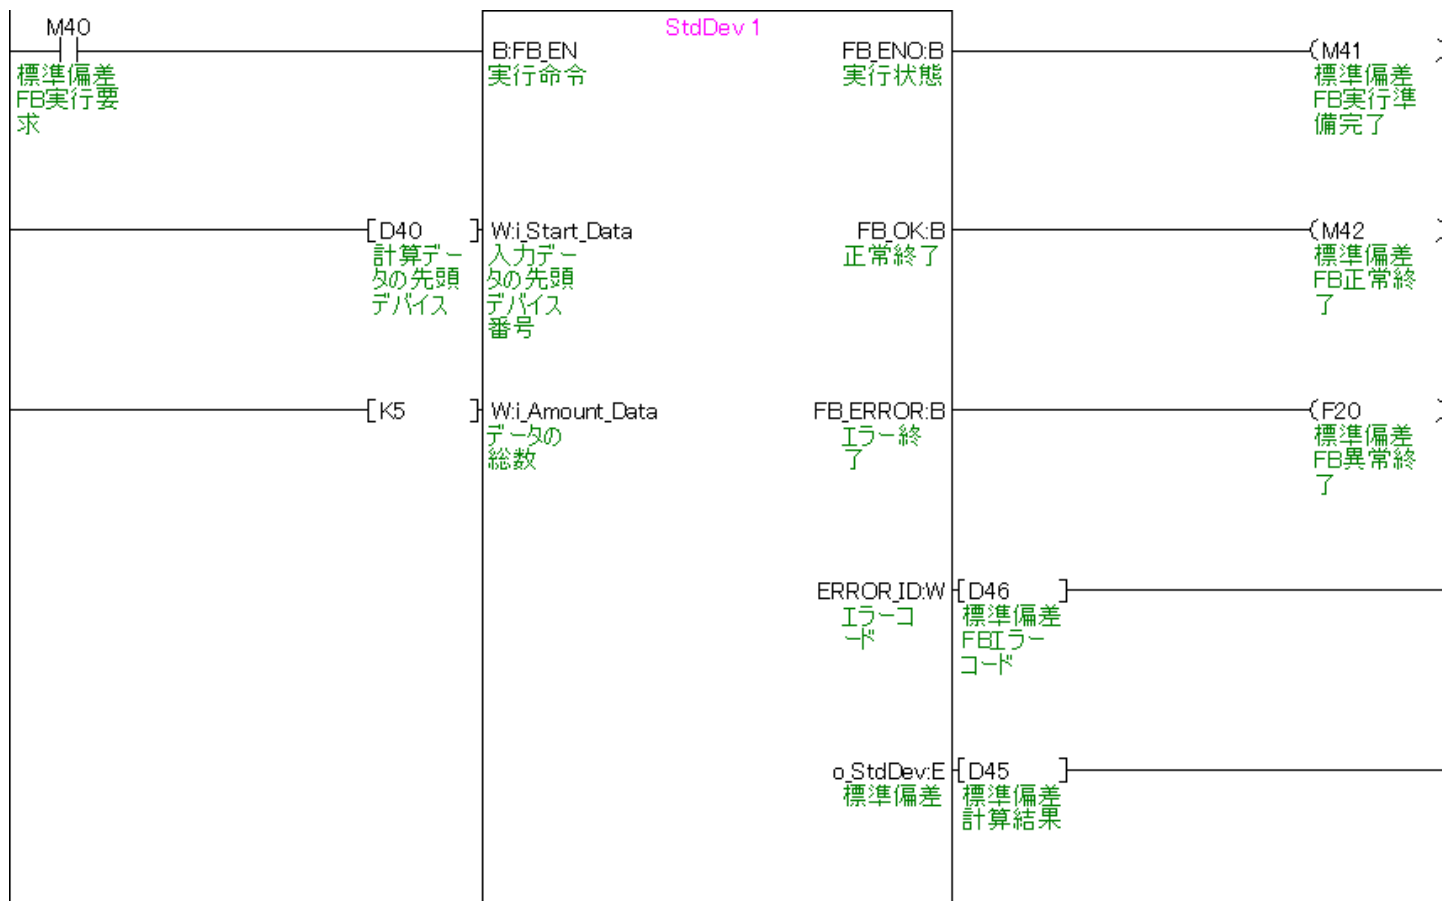 StdDev 1
M40
標準偏差
FB実行要
求
B:FB_EN
実行命令
FB_ENO:B
実行状態
M41
標準偏差
FB実行準
備完了
D40
計算デー
タの先頭
デバイス
W:i_Start_Data
入力デー
タの先頭
デバイス
番号
FB_OK:B
正常終了
M42
標準偏差
FB正常終
了
K5
W:i_Amount_Data
データの
総数
FB_ERROR:B
エラー終
了
F20
標準偏差
FB異常終
了
ERROR_ID:W
エラーコ
ード
D46
標準偏差
FBエラー
コード
o_StdDev:E
標準偏差
D45
標準偏差
計算結果